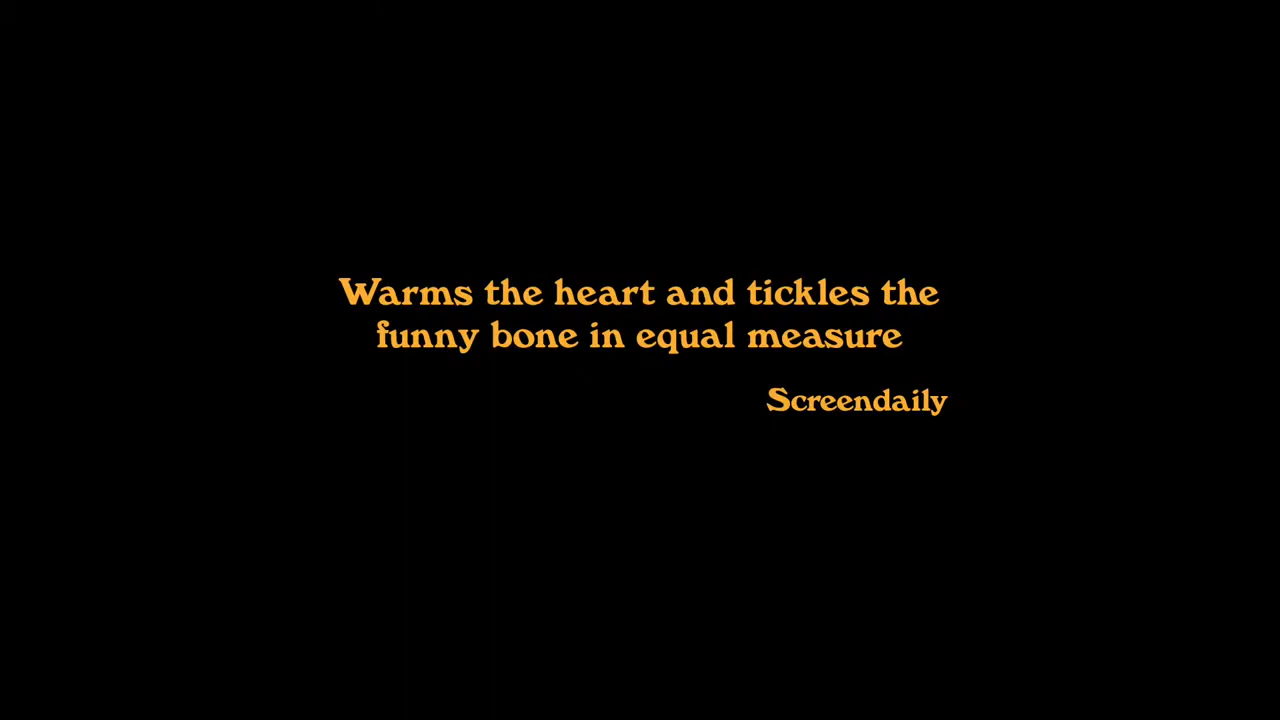 Warms the heart and tickles the
funny bone in equal measure
Screendaily